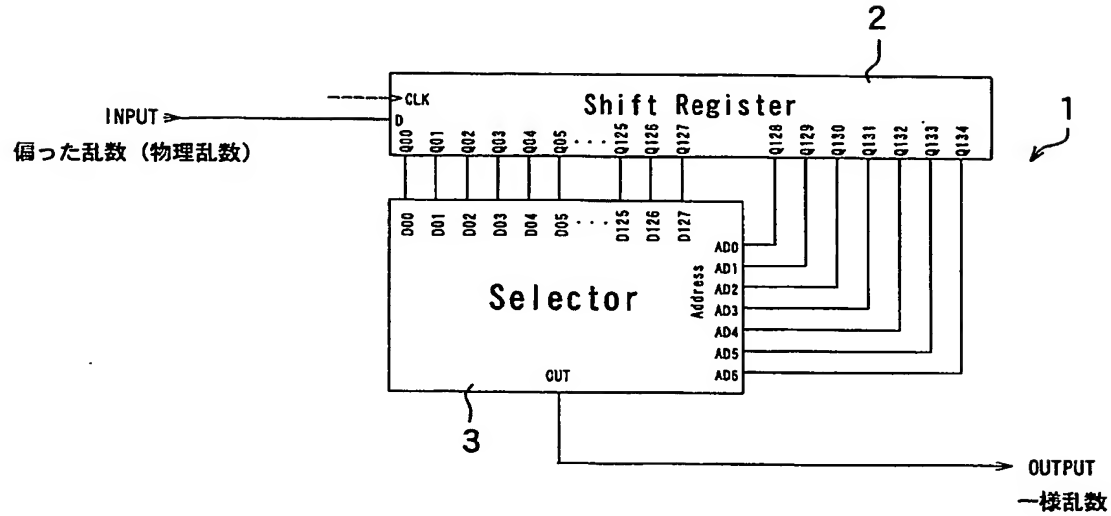 2
CLK
Shift Register
1
INPUT
D
偏った乱数（物理乱数）
Q00 Q01 Q02 Q03 Q04 Q05 ··· Q125 Q126 Q127 Q128 Q129 Q130 Q131 Q132 Q133 Q134
D00 D01 D02 D03 D04 D05 ··· D125 D126 D127
AD0
AD1
AD2
AD3
AD4
AD5
AD6
Address
Selector
OUT
3
OUTPUT
一様乱数